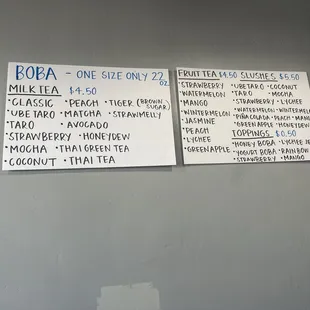 BOBA - ONE SIZE ONLY 22 OZ.
MILK TEA $4.50
• CLASSIC • PEACH • TIGER (BROWN SUGAR)
• UBE TARO • MATCHA • STRAWMELLY
• TARO • AVOCADO
• STRAWBERRY • HONEYDEW
• MOCHA • THAI GREEN TEA
• COCONUT • THAI TEA
FRUIT TEA $4.50
• STRAWBERRY
• WATERMELON
• MANGO
• WINTERMELON
• JASMINE
• PEACH
• LYCHEE
• GREEN APPLE
SLUSHES $5.50
• UBE TARO • COCONUT
• TARO • MOCHA
• STRAWBERRY • LYCHEE
• WATERMELON • WINTERMELON
• PIÑA COLADA • PEACH • MANGO
• GREEN APPLE • HONEYDEW
TOPPINGS $0.50
• HONEY BOBA • LYCHEE
• YOGURT BOBA • RAINBOW
• STRAWBERRY • MANGO